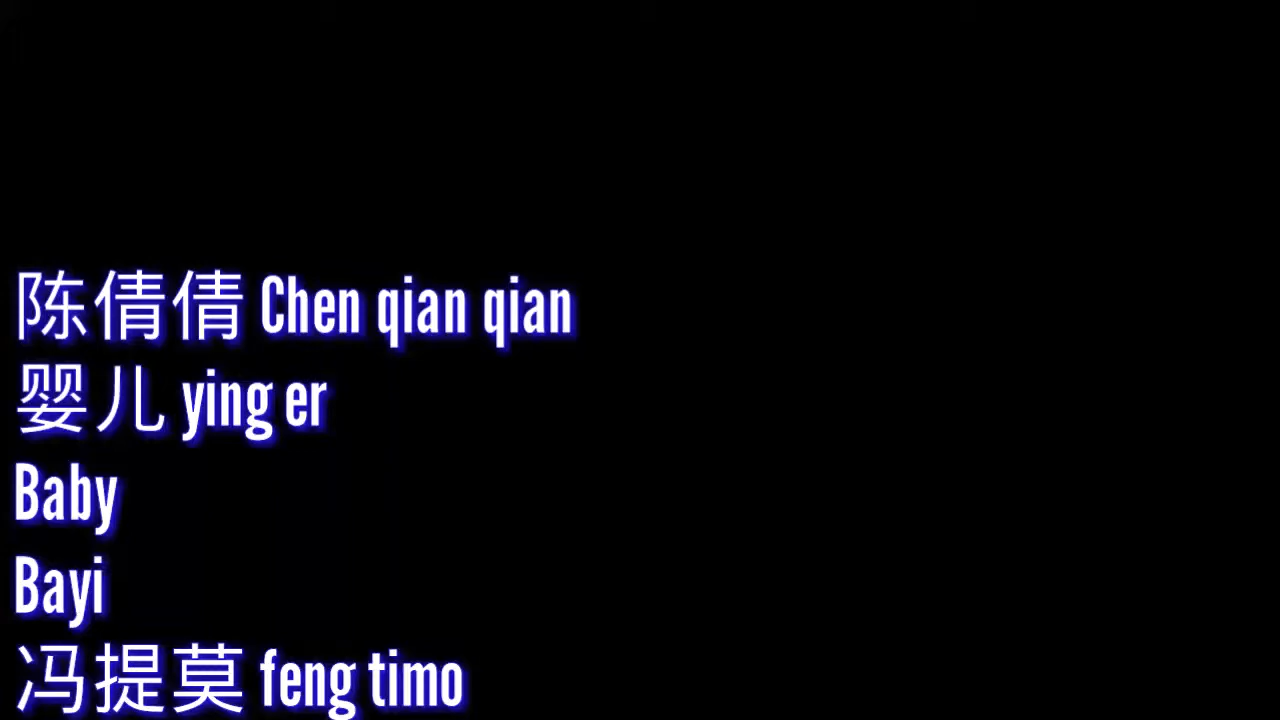 陈倩倩 Chen qian qian
婴儿 ying er
Baby
Bayi
冯提莫 feng timo